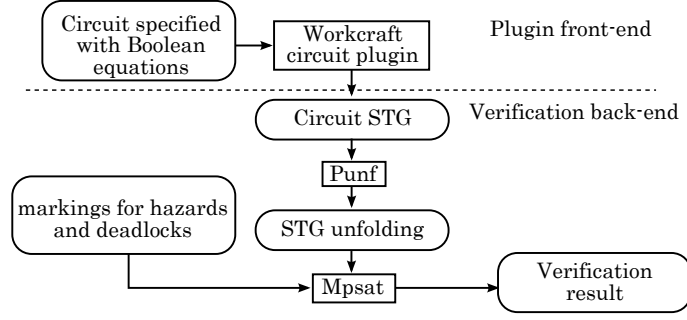 Circuit specified
with Boolean
equations
Workcraft
circuit plugin
Plugin front-end
Circuit STG
Verification back-end
Punf
markings for hazards
and deadlocks
STG unfolding
Mpsat
Verification
result